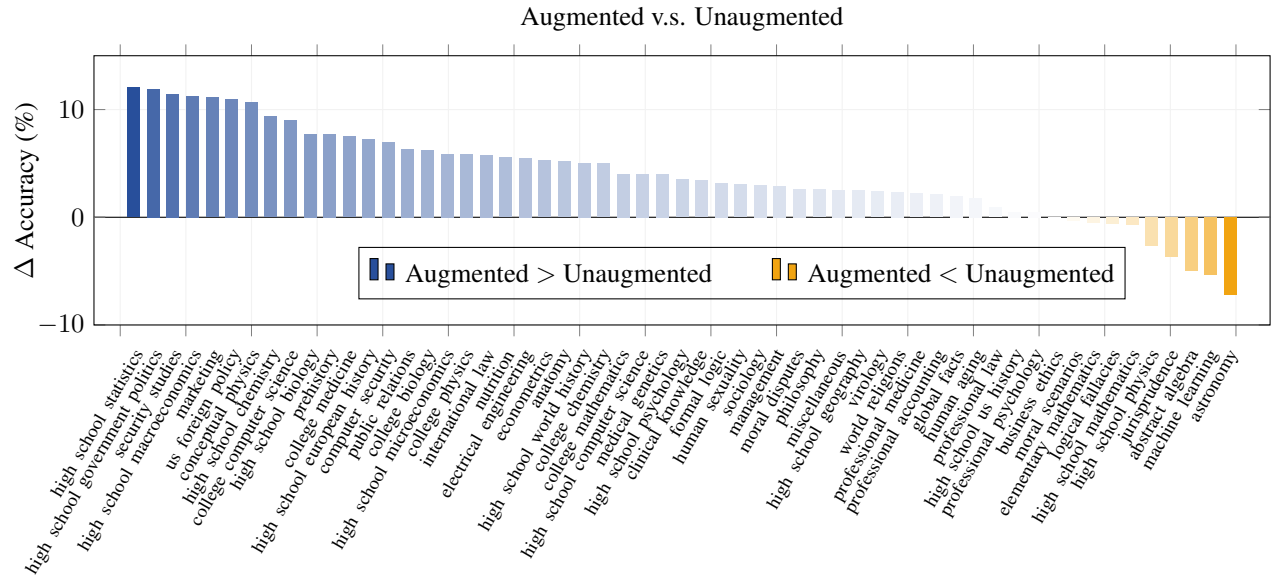 Augmented v.s. Unaugmented
Δ Accuracy (%)
10
0
−10
Augmented > Unaugmented
Augmented < Unaugmented
high school statistics
high school government politics
security studies
high school macroeconomics
marketing
us foreign policy
conceptual physics
high school chemistry
college computer science
high school biology
prehistory
college medicine
high school european history
computer security
public relations
college biology
high school microeconomics
college physics
international law
nutrition
electrical engineering
econometrics
anatomy
high school world history
college chemistry
college mathematics
high school computer science
medical genetics
high school psychology
clinical knowledge
formal logic
human sexuality
sociology
management
moral disputes
philosophy
miscellaneous
high school geography
virology
world religions
professional medicine
professional accounting
global facts
human aging
professional law
high school us history
professional psychology
business ethics
moral scenarios
elementary mathematics
logical fallacies
high school mathematics
high school physics
jurisprudence
abstract algebra
machine learning
astronomy